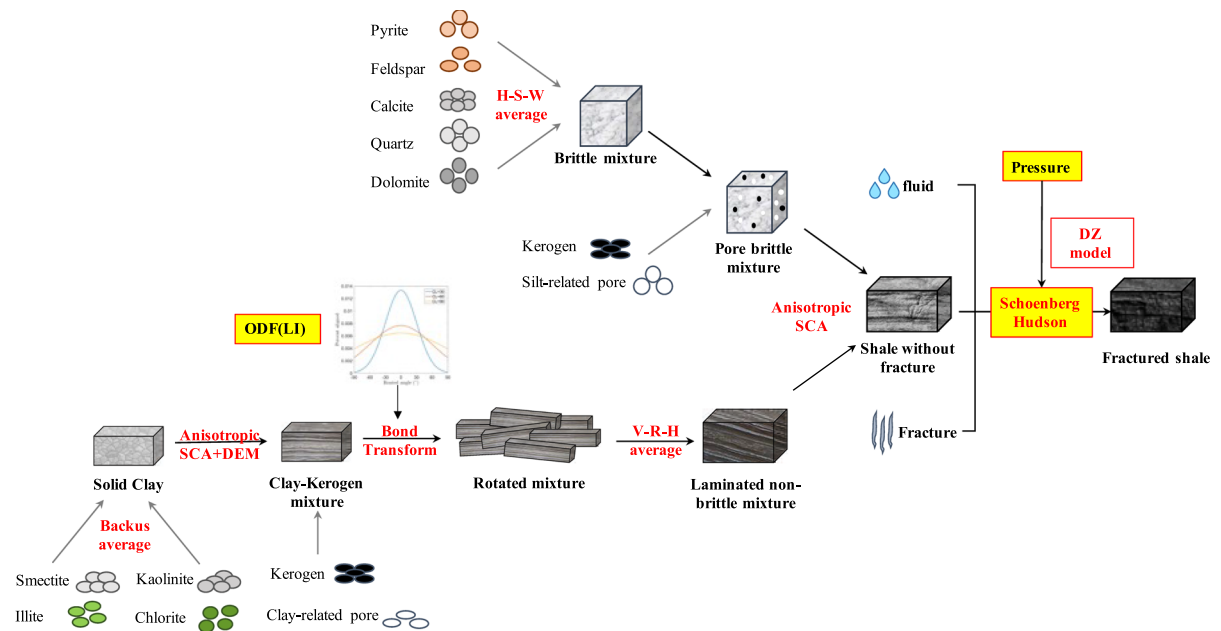 Pyrite
Feldspar
Calcite
Quartz
Dolomite
H-S-W
average
Brittle mixture
Kerogen
Silt-related pore
Pore brittle
mixture
fluid
Pressure
DZ
model
Anisotropic
SCA
Shale without
fracture
Schoenberg
Hudson
Fractured shale
Fracture
ODF(LI)
Solid Clay
Anisotropic
SCA+DEM
Clay-Kerogen
mixture
Bond
Transform
Rotated mixture
V-R-H
average
Laminated non-
brittle mixture
Backus
average
Smectite
Kaolinite
Illite
Chlorite
Kerogen
Clay-related pore